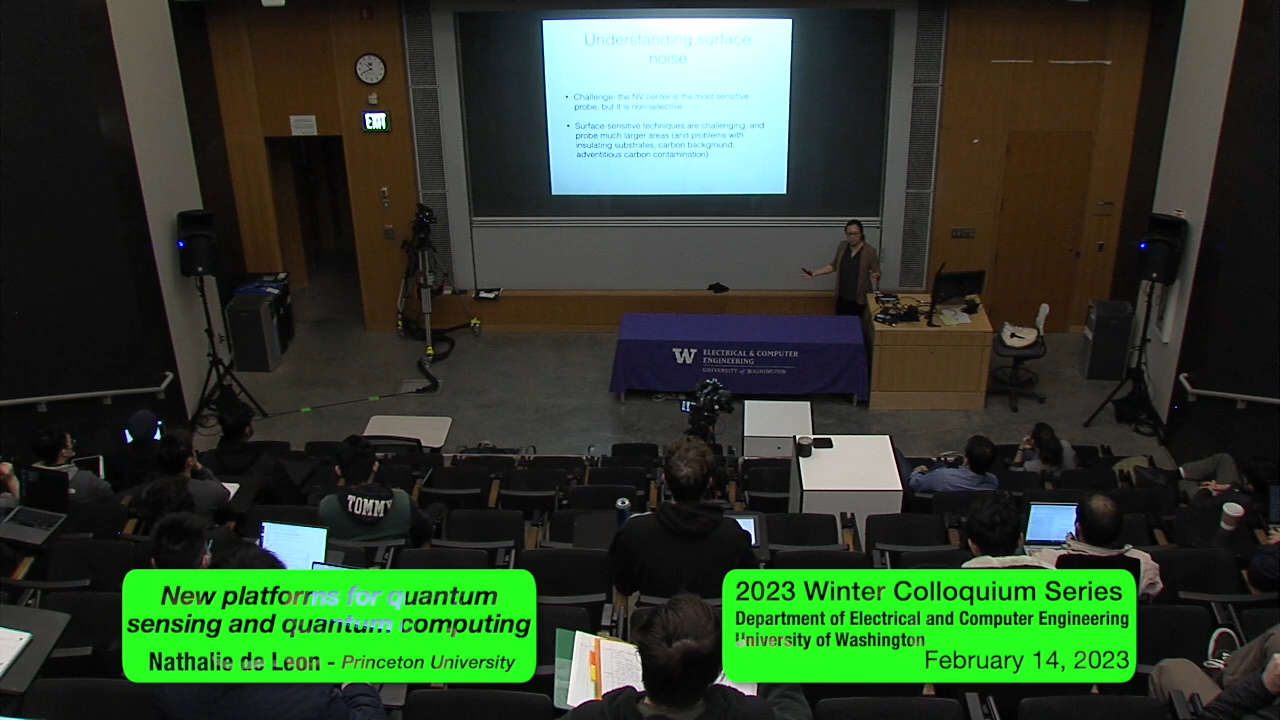 Understanding surface
noise
• Challenge: the NV center is the most sensitive
probe, but it is non-selective
• Surface-sensitive techniques are challenging, and
probe much larger areas (and problems with
insulating substrates, carbon background,
adventitious carbon contamination)
EXIT
W ELECTRICAL & COMPUTER
ENGINEERING
UNIVERSITY of WASHINGTON
TOMMY
New platforms for quantum
sensing and quantum computing
Nathalie de Leon - Princeton University
2023 Winter Colloquium Series
Department of Electrical and Computer Engineering
University of Washington
February 14, 2023